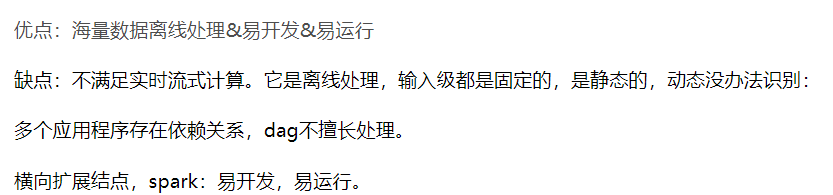 优点：海量数据离线处理&易开发&易运行
缺点：不满足实时流式计算。它是离线处理，输入级都是固定的，是静态的，动态没办法识别：
多个应用程序存在依赖关系，dag不擅长处理。
横向扩展结点，spark：易开发，易运行。